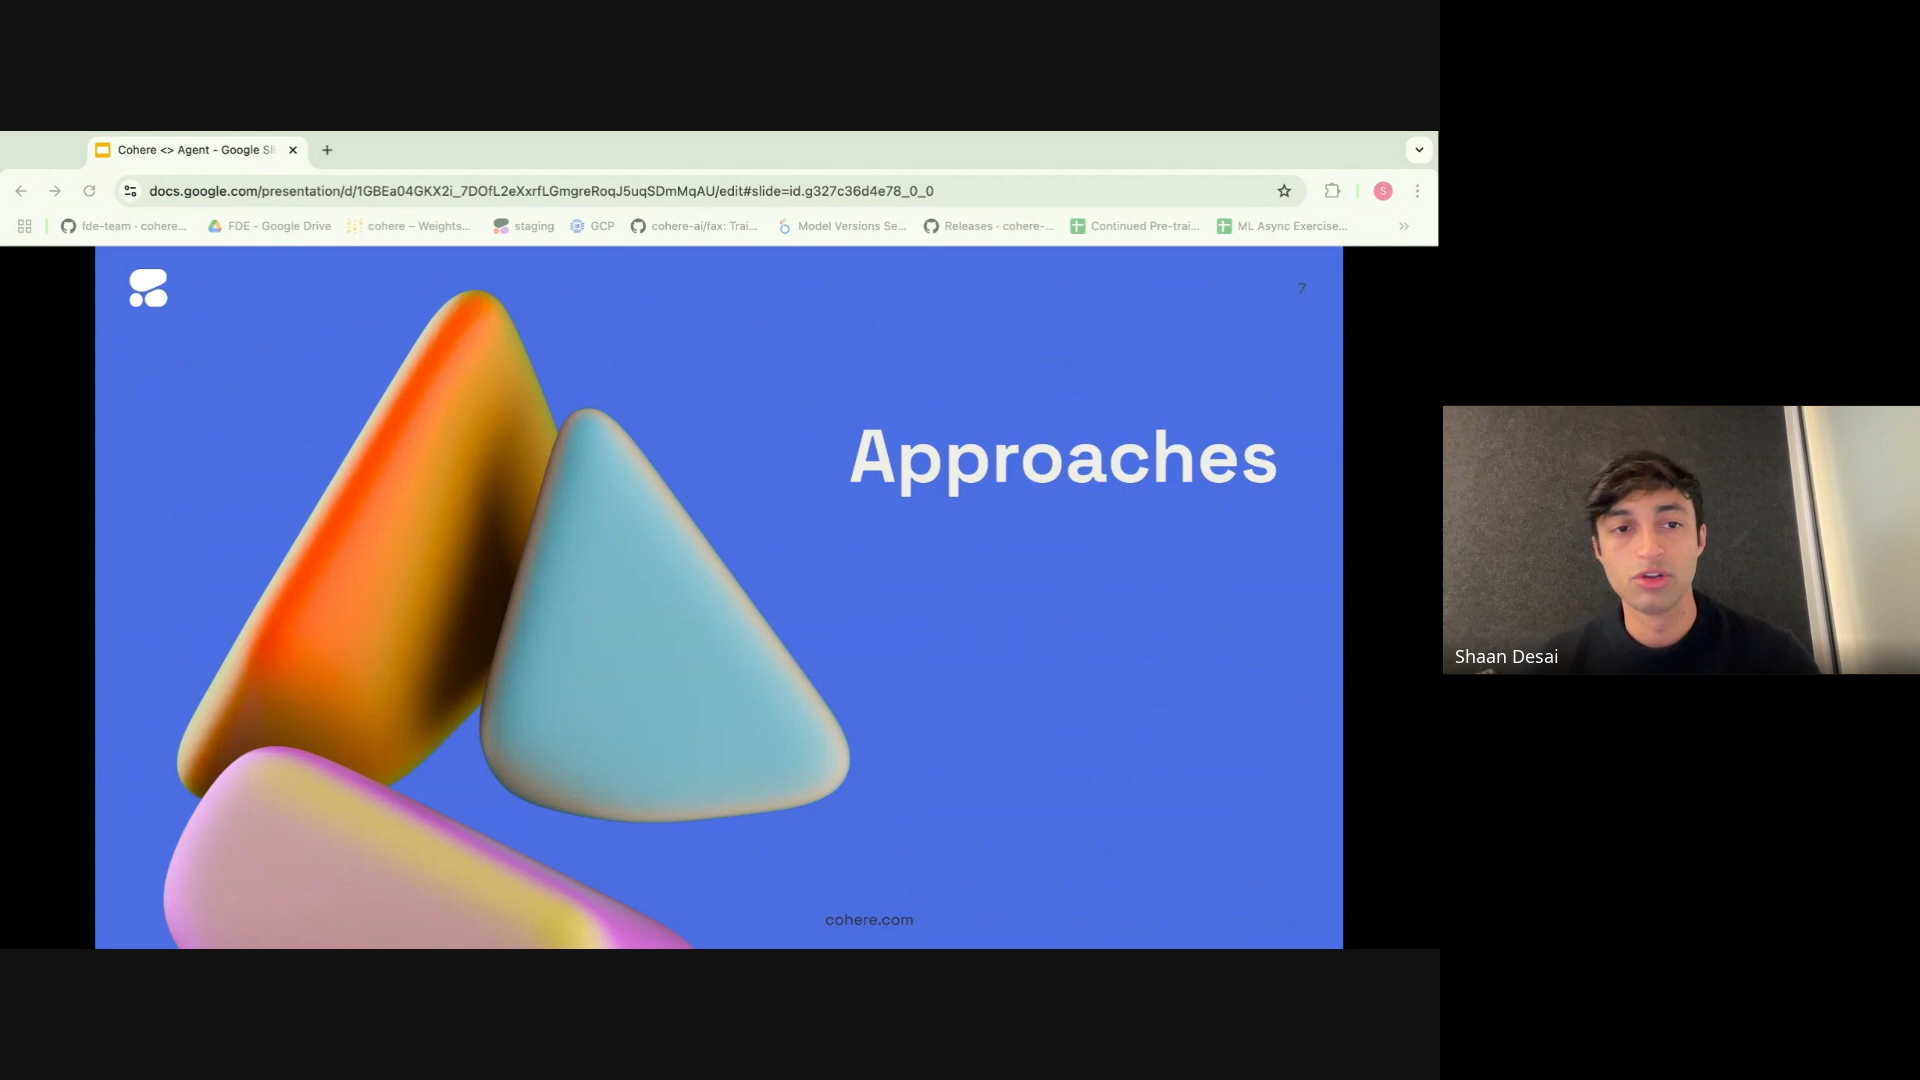 Cohere <> Agent - Google Sli
docs.google.com/presentation/d/1GBEa04GKX2i_7DOfL2eXxrfLGmgreRoqJ5uqSDmMqAU/edit#slide=id.g327c36d4e78_0_0
S
fde-team · cohere...
FDE - Google Drive
cohere – Weights...
staging
GCP
cohere-ai/fax: Trai...
Model Versions Se...
Releases · cohere-...
Continued Pre-trai...
ML Async Exercise...
7
Approaches
cohere.com
Shaan Desai